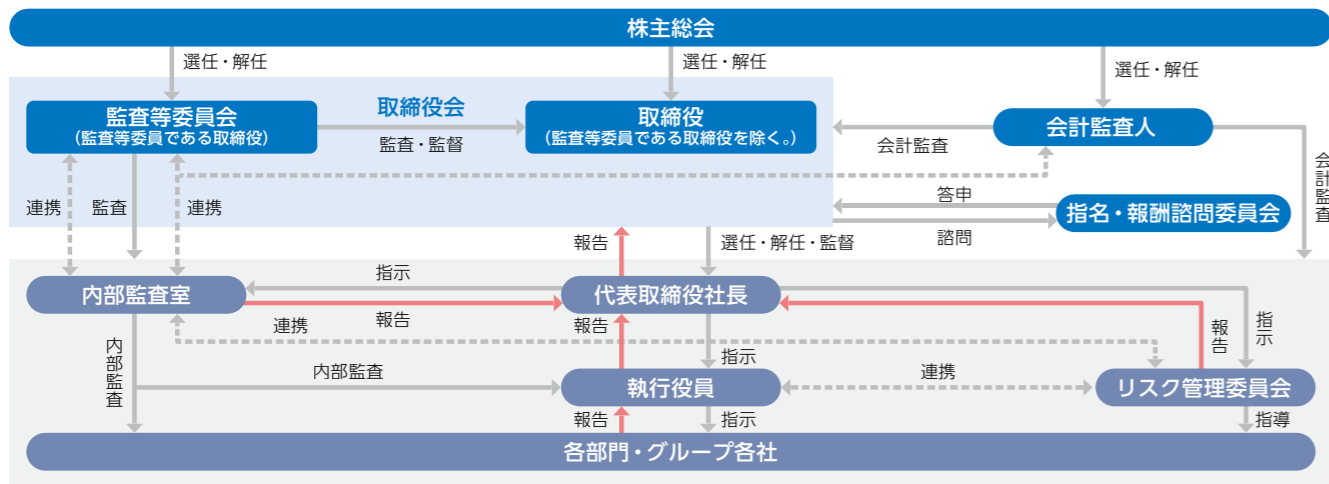 株主総会
選任・解任
選任・解任
選任・解任
監査等委員会
(監査等委員である取締役)
取締役会
監査・監督
取締役
(監査等委員である取締役を除く。)
会計監査
会計監査人
会計監査
連携
監査
連携
答申
指名・報酬諮問委員会
諮問
報告
選任・解任・監督
内部監査室
指示
代表取締役社長
報告
連携
報告
指示
報告
指示
内部監査
内部監査
執行役員
連携
リスク管理委員会
報告
指示
指導
各部門・グループ各社